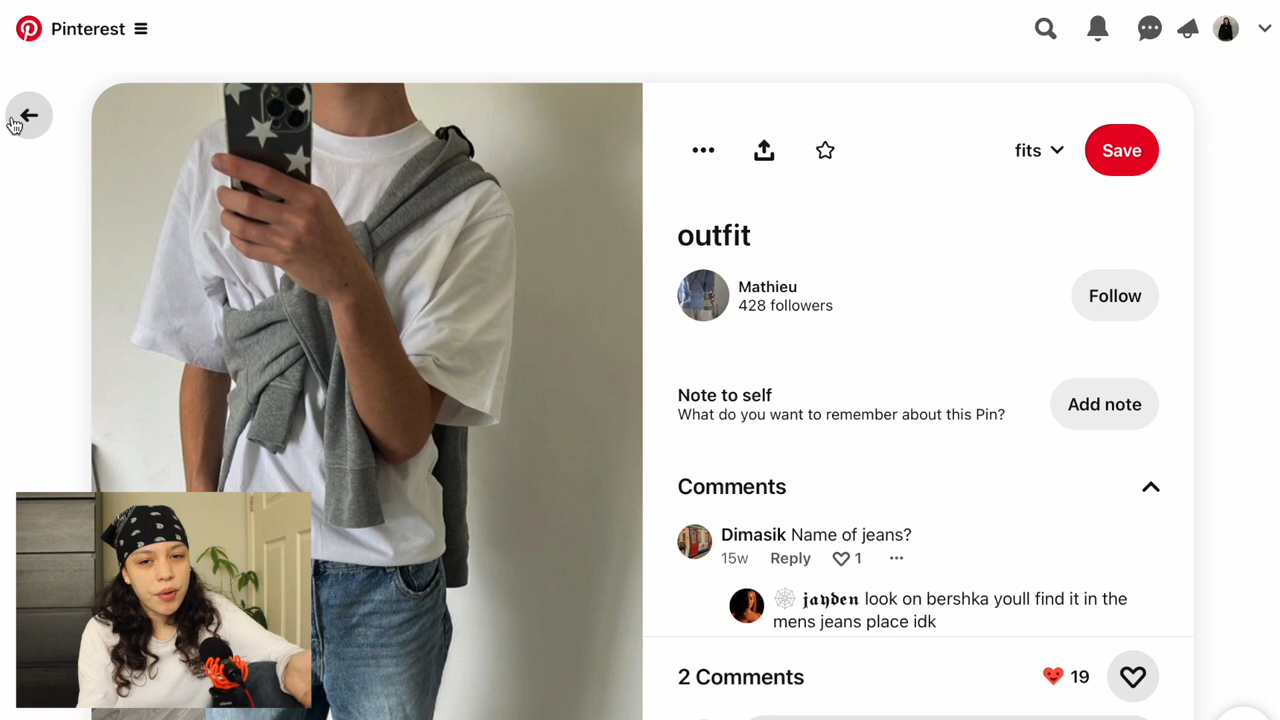 Pinterest
fits
Save
outfit
Mathieu
428 followers
Follow
Note to self
What do you want to remember about this Pin?
Add note
Comments
Dimasik Name of jeans?
15w Reply 1
𝖏𝖆𝖞𝖉𝖊𝖓 look on bershka youll find it in the
mens jeans place idk
2 Comments
19